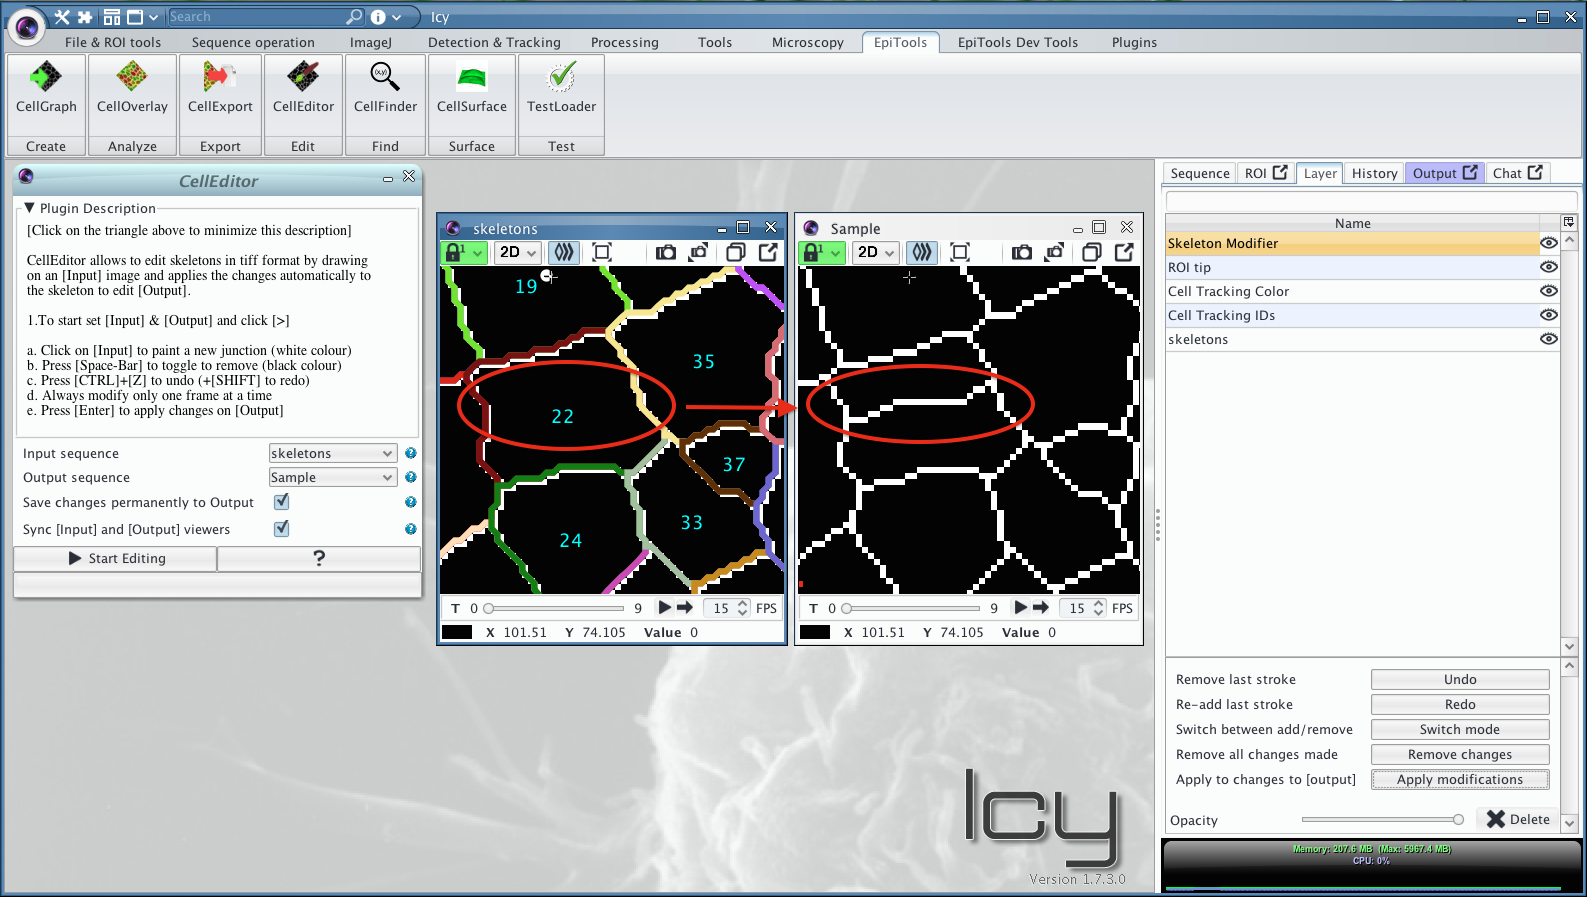 Search
Icy
File & ROI tools
Sequence operation
ImageJ
Detection & Tracking
Processing
Tools
Microscopy
EpiTools
EpiTools Dev Tools
Plugins
CellGraph
CellOverlay
CellExport
CellEditor
(x,y)
CellFinder
CellSurface
TestLoader
Create
Analyze
Export
Edit
Find
Surface
Test
CellEditor
Plugin Description
[Click on the triangle above to minimize this description]
CellEditor allows to edit skeletons in tiff format by drawing
on an [Input] image and applies the changes automatically to
the skeleton to edit [Output].
1.To start set [Input] & [Output] and click [>]
a. Click on [Input] to paint a new junction (white colour)
b. Press [Space-Bar] to toggle to remove (black colour)
c. Press [CTRL]+[Z] to undo (+[SHIFT] to redo)
d. Always modify only one frame at a time
e. Press [Enter] to apply changes on [Output]
Input sequence skeletons
Output sequence Sample
Save changes permanently to Output
Sync [Input] and [Output] viewers
Start Editing ?
skeletons
1 2D
19
35
22
37
33
24
T 0 9 15 FPS
X 101.51 Y 74.105 Value 0
Sample
1 2D
T 0 9 15 FPS
X 101.51 Y 74.105 Value 0
Icy
Version 1.7.3.0
Sequence
ROI
Layer
History
Output
Chat
Name
Skeleton Modifier
ROI tip
Cell Tracking Color
Cell Tracking IDs
skeletons
Remove last stroke Undo
Re-add last stroke Redo
Switch between add/remove Switch mode
Remove all changes made Remove changes
Apply to changes to [output] Apply modifications
Opacity Delete
Memory: 207.6 MB (Max: 5967.4 MB)
CPU: 0%